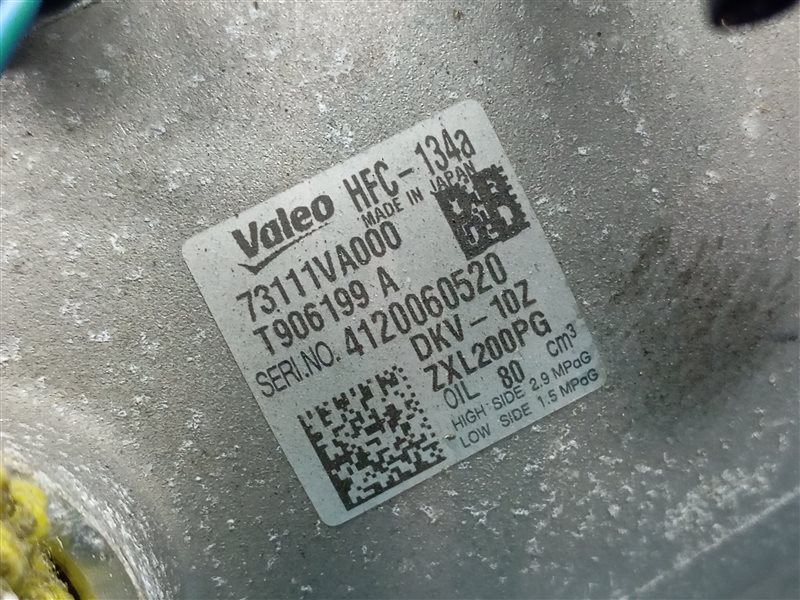 Valeo HFC-134a
MADE IN JAPAN
73111VA000
T906199 A
SERI.NO. 4120060520
DKV-10Z
ZXL200PG
OIL 80 cm³
HIGH SIDE 2.9 MPaG
LOW SIDE 1.5 MPaG